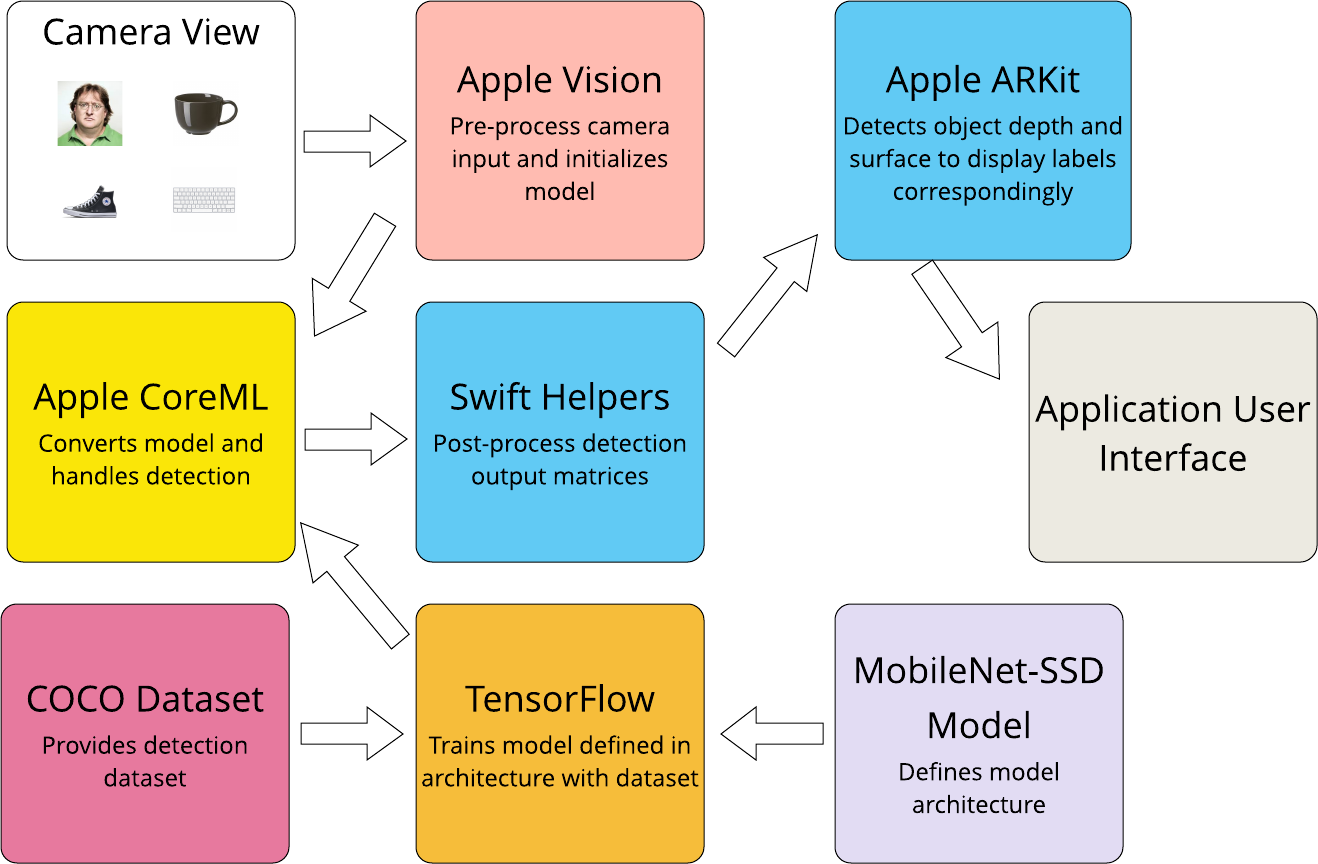 Camera View
Apple Vision
Pre-process camera
input and initializes
model
Apple ARKit
Detects object depth and
surface to display labels
correspondingly
Apple CoreML
Converts model and
handles detection
Swift Helpers
Post-process detection
output matrices
Application User
Interface
COCO Dataset
Provides detection
dataset
TensorFlow
Trains model defined in
architecture with dataset
MobileNet-SSD
Model
Defines model
architecture